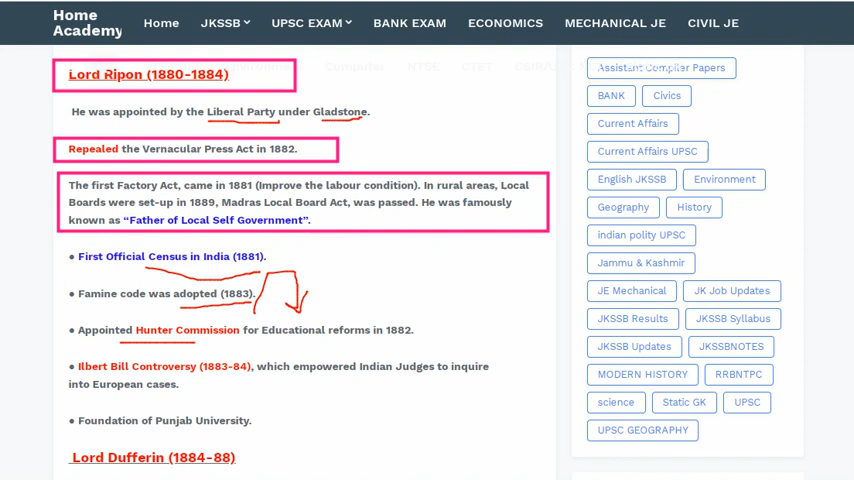 Home
Academy
Home
JKSSB
UPSC EXAM
BANK EXAM
ECONOMICS
MECHANICAL JE
CIVIL JE
Computer
NTSE
CTET
Lord Ripon (1880-1884)
He was appointed by the Liberal Party under Gladstone.
Repealed the Vernacular Press Act in 1882.
The first Factory Act, came in 1881 (Improve the labour condition). In rural areas, Local
Boards were set-up in 1889, Madras Local Board Act, was passed. He was famously
known as “Father of Local Self Government”.
● First Official Census in India (1881).
● Famine code was adopted (1883).
● Appointed Hunter Commission for Educational reforms in 1882.
● Ilbert Bill Controversy (1883-84), which empowered Indian Judges to inquire
into European cases.
● Foundation of Punjab University.
Lord Dufferin (1884-88)
Assistant Compiler Papers
BANK
Civics
Current Affairs
Current Affairs UPSC
English JKSSB
Environment
Geography
History
indian polity UPSC
Jammu & Kashmir
JE Mechanical
JK Job Updates
JKSSB Results
JKSSB Syllabus
JKSSB Updates
JKSSBNOTES
MODERN HISTORY
RRBNTPC
science
Static GK
UPSC
UPSC GEOGRAPHY